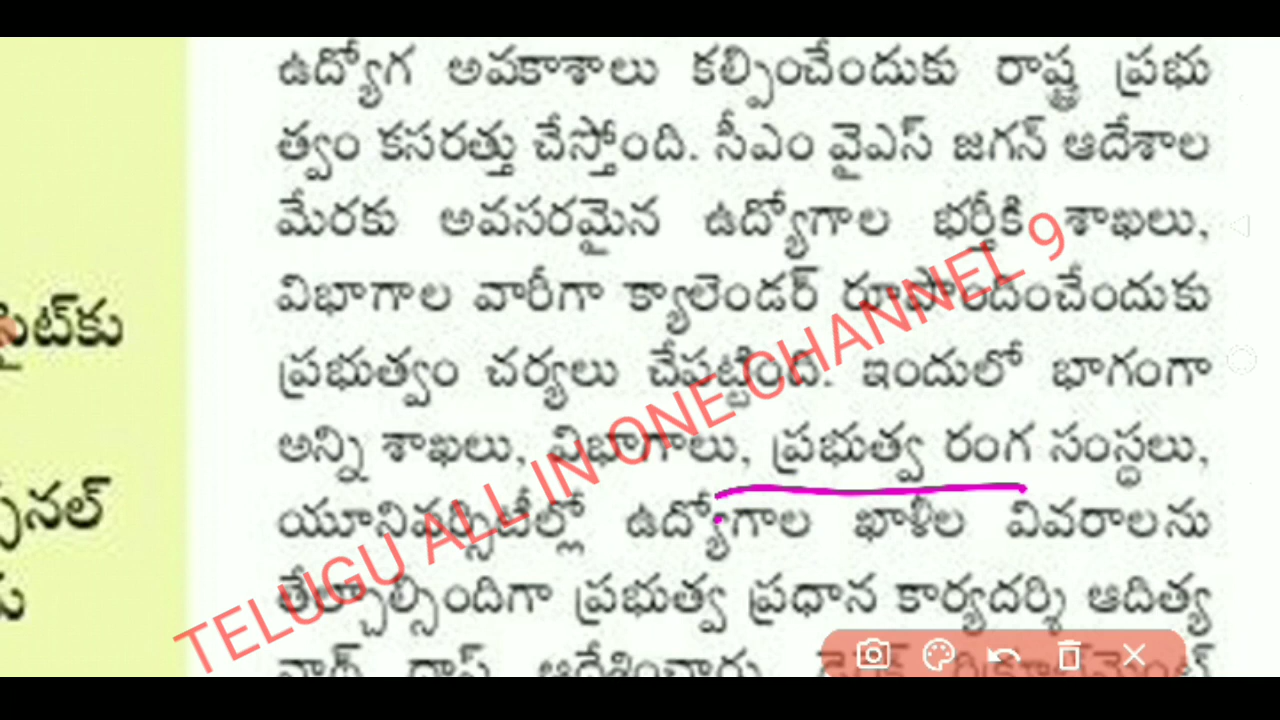 ఉద్యోగ అవకాశాలు కల్పించేందుకు రాష్ట్ర ప్రభు
త్వం కసరత్తు చేస్తోంది. సీఎం వైఎస్ జగన్ ఆదేశాల
మేరకు అవసరమైన ఉద్యోగాల భర్తీకి శాఖలు,
విభాగాల వారీగా క్యాలెండర్ రూపొందించేందుకు
ప్రభుత్వం చర్యలు చేపట్టింది. ఇందులో భాగంగా
అన్ని శాఖలు, విభాగాలు, ప్రభుత్వ రంగ సంస్థలు,
యూనివర్సిటీల్లో ఉద్యోగాల ఖాళీల వివరాలను
తేల్చాల్సిందిగా ప్రభుత్వ ప్రధాన కార్యదర్శి ఆదిత్య
నాథ్ దాస్ ఆదేశించారు.
TELUGU ALL IN ONE CHANNEL 9